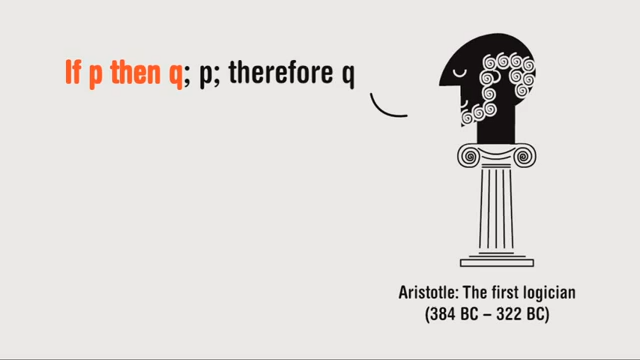 If p then q; p; therefore q
Aristotle: The first logician
(384 BC – 322 BC)